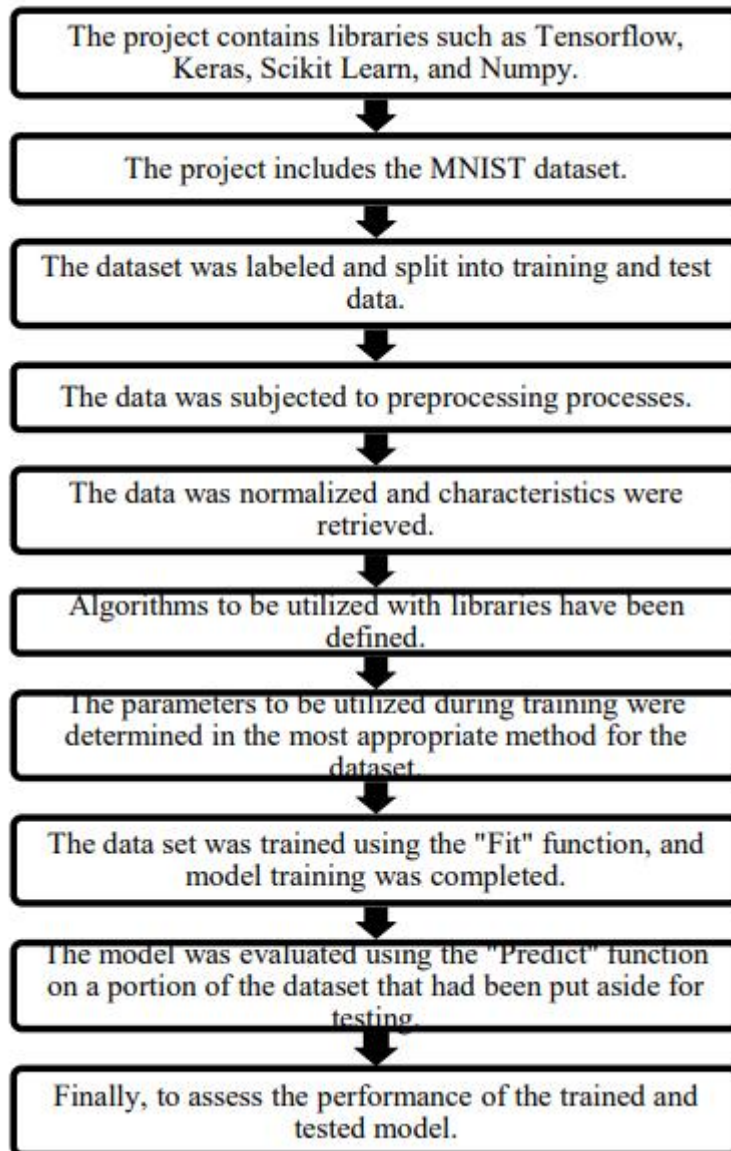 The project contains libraries such as Tensorflow,
Keras, Scikit Learn, and Numpy.
The project includes the MNIST dataset.
The dataset was labeled and split into training and test
data.
The data was subjected to preprocessing processes.
The data was normalized and characteristics were
retrieved.
Algorithms to be utilized with libraries have been
defined.
The parameters to be utilized during training were
determined in the most appropriate method for the
dataset.
The data set was trained using the "Fit" function, and
model training was completed.
The model was evaluated using the "Predict" function
on a portion of the dataset that had been put aside for
testing.
Finally, to assess the performance of the trained and
tested model.